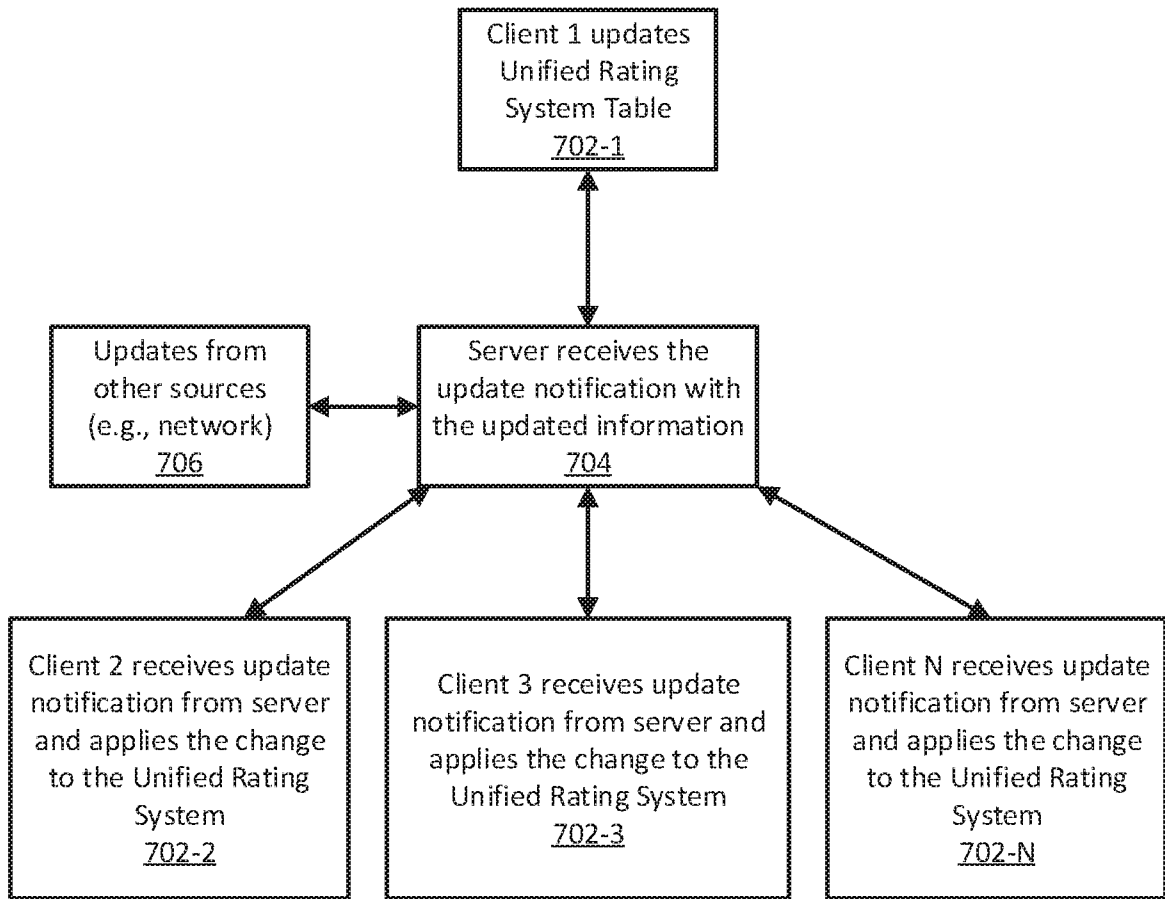 Client 1 updates
Unified Rating
System Table
702-1
Updates from
other sources
(e.g., network)
706
Server receives the
update notification with
the updated information
704
Client 2 receives update
notification from server
and applies the change
to the Unified Rating
System
702-2
Client 3 receives update
notification from server and
applies the change to the
Unified Rating System
702-3
Client N receives update
notification from server
and applies the change
to the Unified Rating
System
702-N